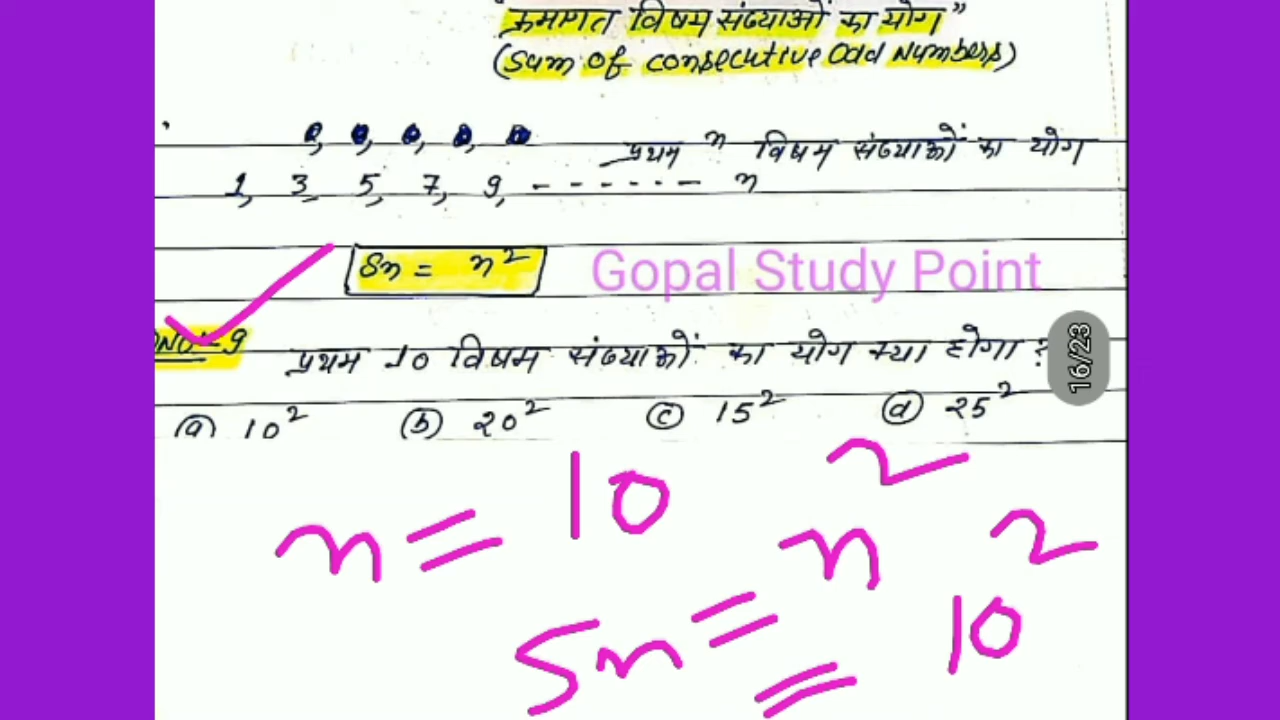 क्रमागत विषम संख्याओं का योग"
(Sum of consecutive Odd Numbers)
प्रथम n विषम संख्याओं का योग
1, 3, 5, 7, 9, ------- n
Sn = n²
Gopal Study Point
NO:-9
प्रथम 10 विषम संख्याओं का योग क्या होगा?
16/23
(a) 10² (b) 20² (c) 15² (d) 25²
n = 10
Sn = n²
= 10²